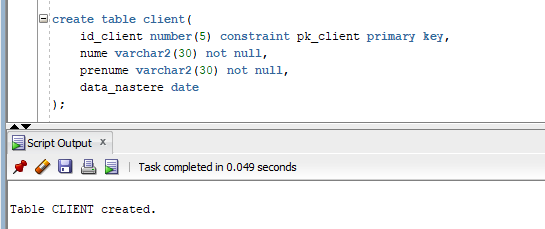 create table client(
id_client number(5) constraint pk_client primary key,
nume varchar2(30) not null,
prenume varchar2(30) not null,
data_nastere date
);
Script Output x
Task completed in 0.049 seconds
Table CLIENT created.